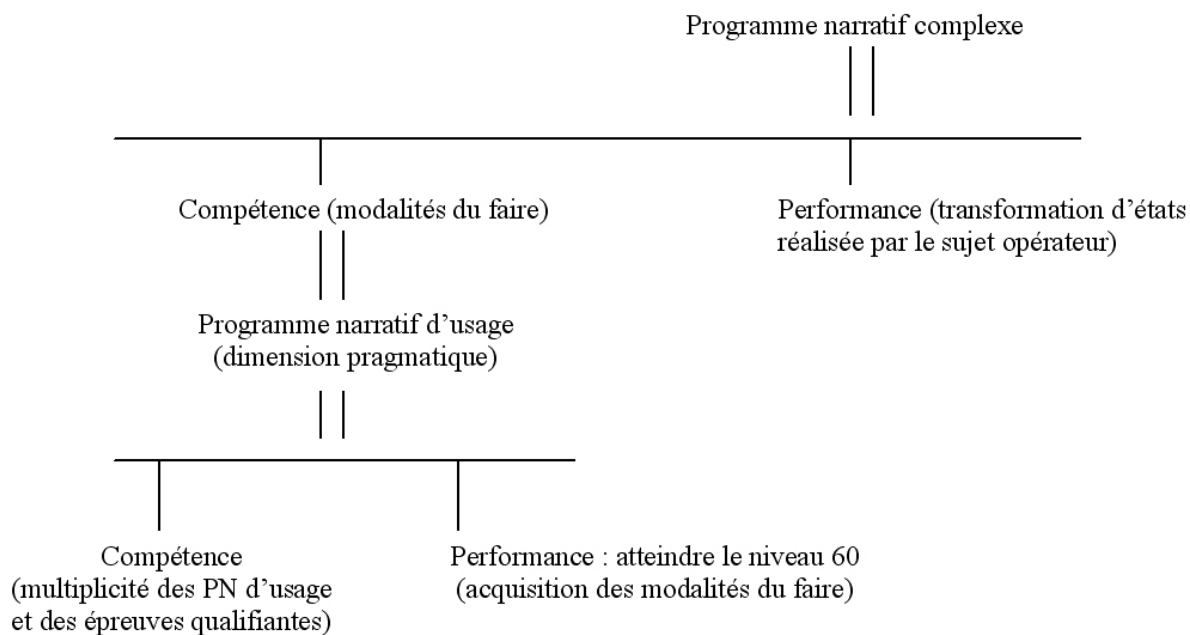 Programme narratif complexe
Compétence (modalités du faire)
Performance (transformation d’états
réalisée par le sujet opérateur)
Programme narratif d’usage
(dimension pragmatique)
Compétence
(multiplicité des PN d’usage
et des épreuves qualifiantes)
Performance : atteindre le niveau 60
(acquisition des modalités du faire)